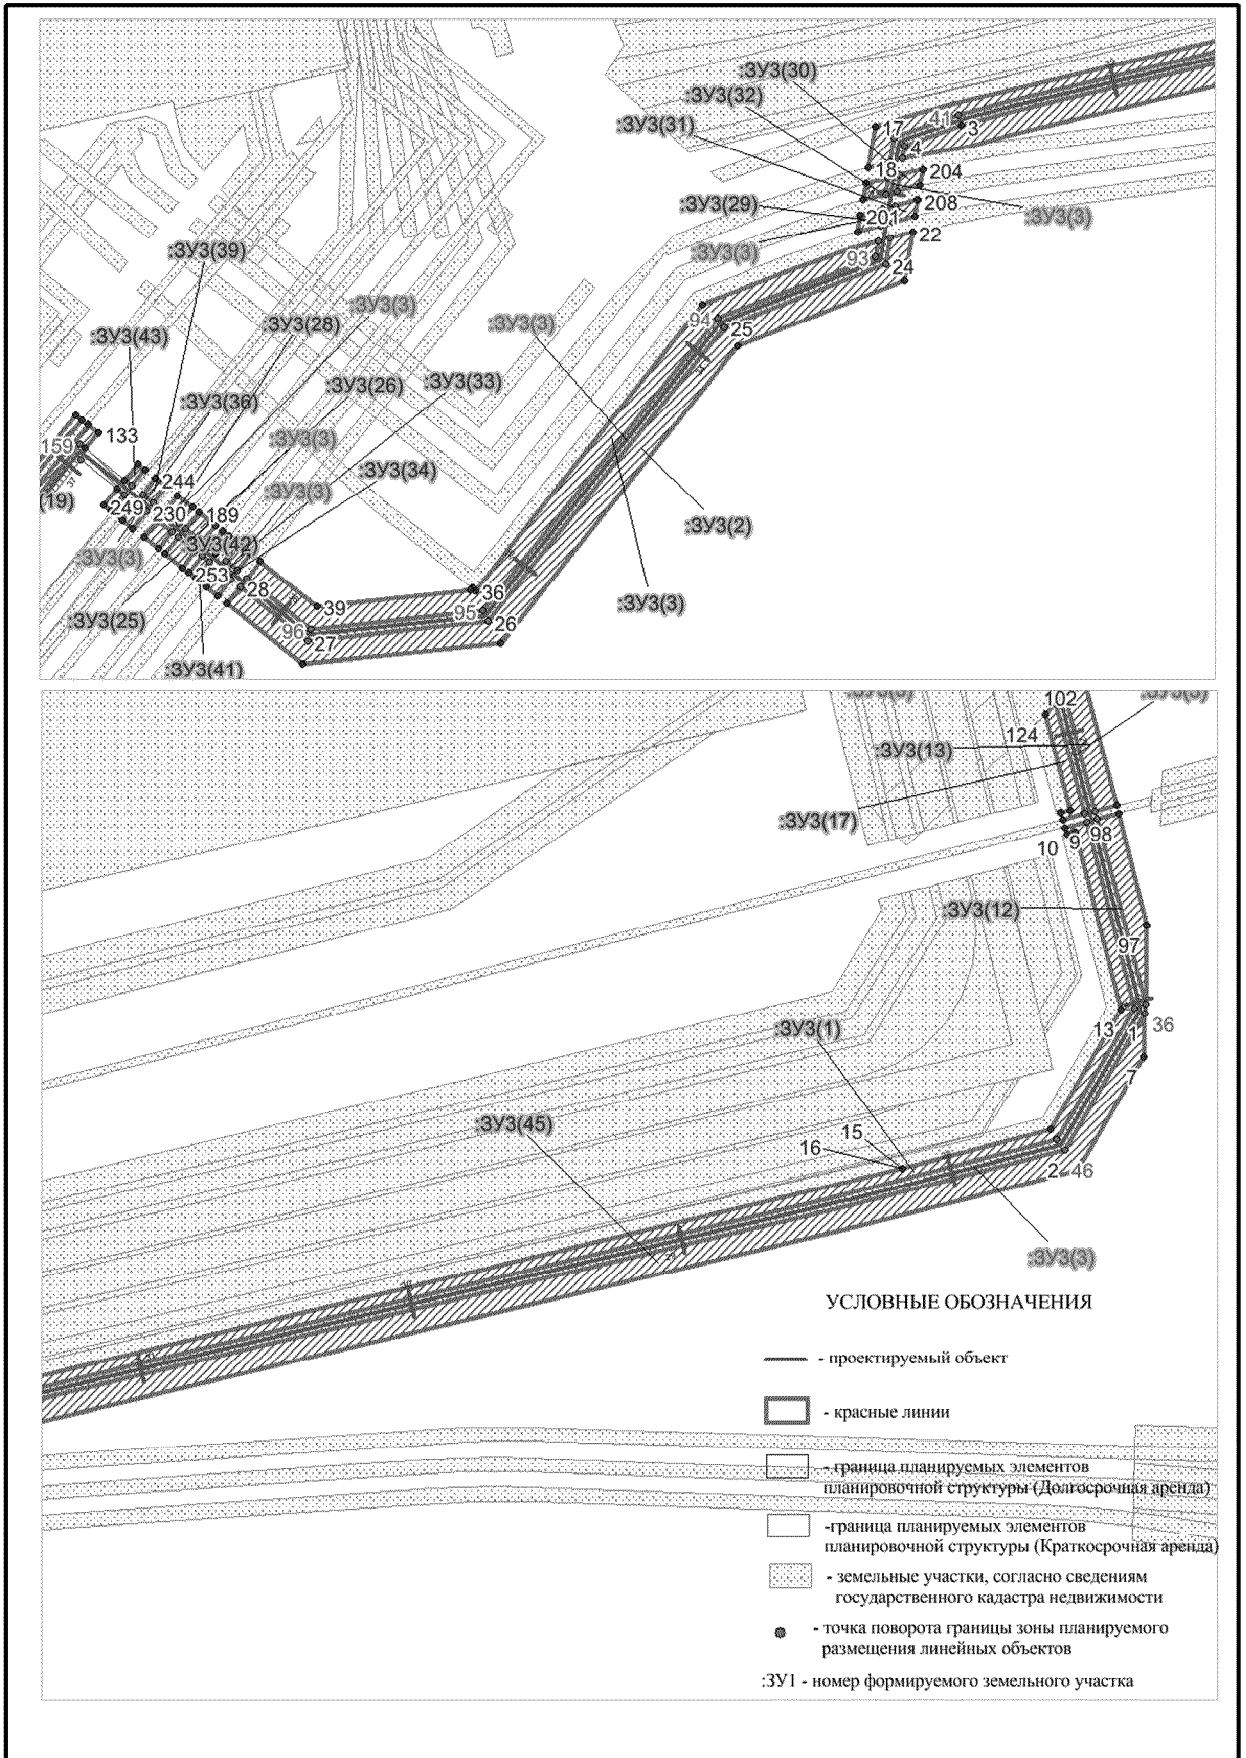 :ЗУ3(30)
:ЗУ3(32)
:ЗУ3(31)
17
41
3
4
18
204
:ЗУ3(29)
208
201
:ЗУ3(3)
:ЗУ3(3)
22
93
24
:ЗУ3(39)
:ЗУ3(3)
:ЗУ3(28)
:ЗУ3(3)
94
25
:ЗУ3(43)
:ЗУ3(26)
:ЗУ3(33)
:ЗУ3(36)
133
159
:ЗУ3(3)
:ЗУ3(34)
244
(19)
249
230
189
:ЗУ3(3)
:ЗУ3(2)
:ЗУ3(42)
:ЗУ3(3)
253
28
36
:ЗУ3(3)
39
95
26
:ЗУ3(25)
96
27
:ЗУ3(41)
:ЗУ3(3)
102
:ЗУ3(3)
124
:ЗУ3(13)
:ЗУ3(17)
10
9
98
:ЗУ3(12)
97
:ЗУ3(1)
13
1
36
7
:ЗУ3(45)
15
16
2
46
:ЗУ3(3)
УСЛОВНЫЕ ОБОЗНАЧЕНИЯ
- проектируемый объект
- красные линии
- граница планируемых элементов
планировочной структуры (Долгосрочная аренда)
-граница планируемых элементов
планировочной структуры (Краткосрочная аренда)
- земельные участки, согласно сведениям
государственного кадастра недвижимости
- точка поворота границы зоны планируемого
размещения линейных объектов
:ЗУ1 - номер формируемого земельного участка